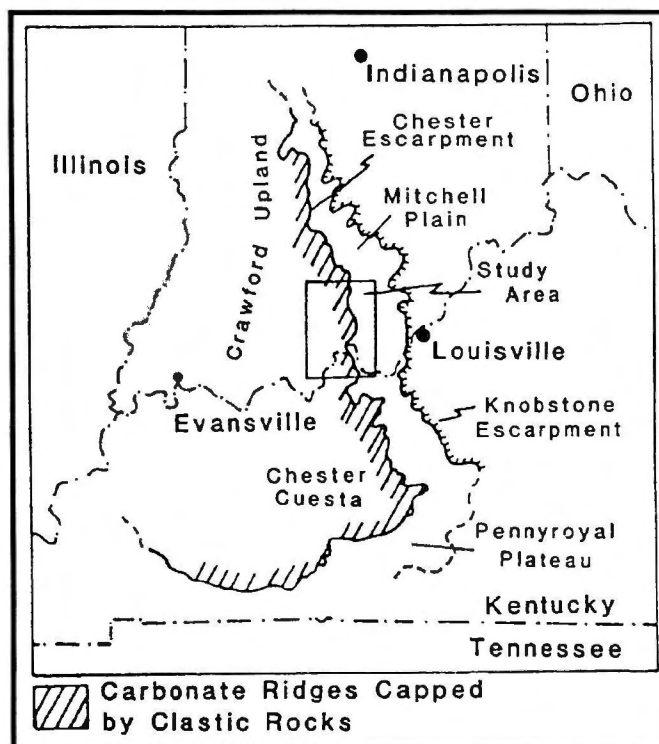 Indianapolis
Ohio
Chester
Escarpment
Illinois
Mitchell
Plain
Crawford Upland
Study
Area
Louisville
Evansville
Knobstone
Escarpment
Chester
Cuesta
Pennyroyal
Plateau
Kentucky
Tennessee
Carbonate Ridges Capped
by Clastic Rocks